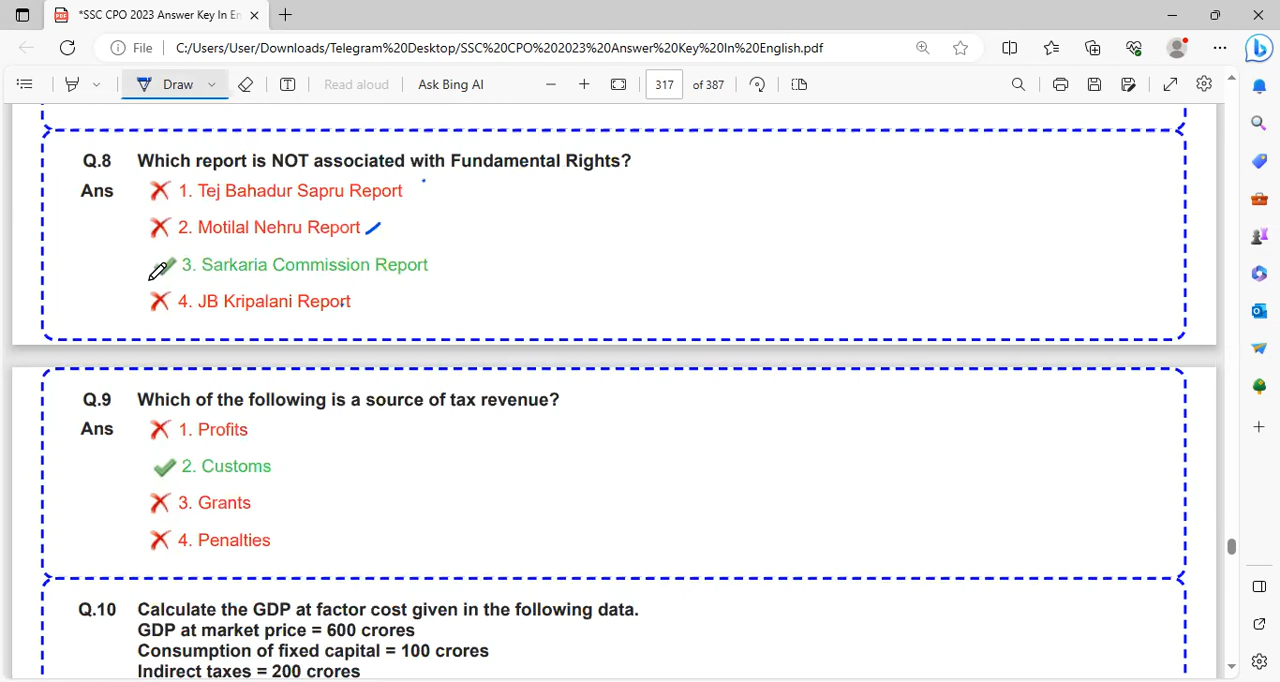 *SSC CPO 2023 Answer Key In En
File
C:/Users/User/Downloads/Telegram%20Desktop/SSC%20CPO%202023%20Answer%20Key%20In%20English.pdf
Draw
Read aloud
Ask Bing AI
317
of 387
Q.8 Which report is NOT associated with Fundamental Rights?
Ans 1. Tej Bahadur Sapru Report
2. Motilal Nehru Report
3. Sarkaria Commission Report
4. JB Kripalani Report
Q.9 Which of the following is a source of tax revenue?
Ans 1. Profits
2. Customs
3. Grants
4. Penalties
Q.10 Calculate the GDP at factor cost given in the following data.
GDP at market price = 600 crores
Consumption of fixed capital = 100 crores
Indirect taxes = 200 crores